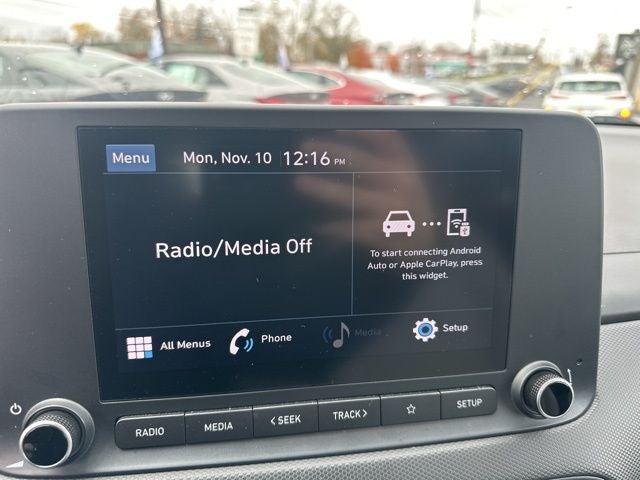 Menu Mon, Nov. 10 12:16 PM
Radio/Media Off
To start connecting Android
Auto or Apple CarPlay, press
this widget.
All Menus Phone Media Setup
RADIO MEDIA < SEEK TRACK > SETUP